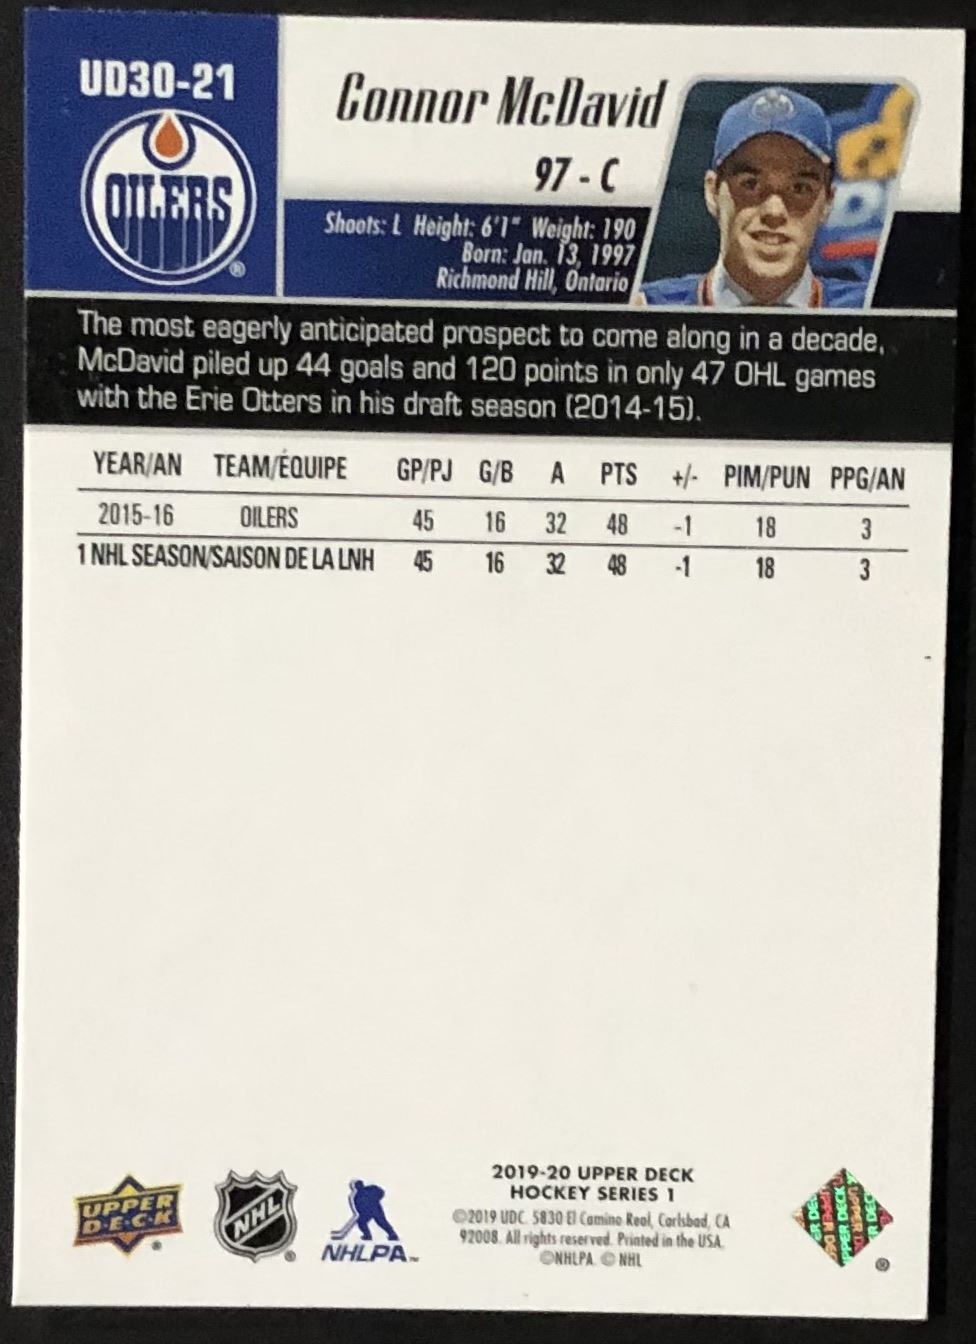 UD30-21
OILERS
®
Connor McDavid
97 - C
Shoots: L Height: 6'1" Weight: 190
Born: Jan. 13, 1997
Richmond Hill, Ontario
The most eagerly anticipated prospect to come along in a decade,
McDavid piled up 44 goals and 120 points in only 47 OHL games
with the Erie Otters in his draft season (2014-15).
YEAR/AN TEAM/ÉQUIPE GP/PJ G/B A PTS +/- PIM/PUN PPG/AN
2015-16 OILERS 45 16 32 48 -1 18 3
1 NHL SEASON/SAISON DE LA LNH 45 16 32 48 -1 18 3
UPPER
DECK
®
NHL
®
NHLPA™
2019-20 UPPER DECK
HOCKEY SERIES 1
©2019 UDC. 5830 El Camino Real, Carlsbad, CA
92008. All rights reserved. Printed in the USA.
©NHLPA. © NHL
UPPER DECK
®